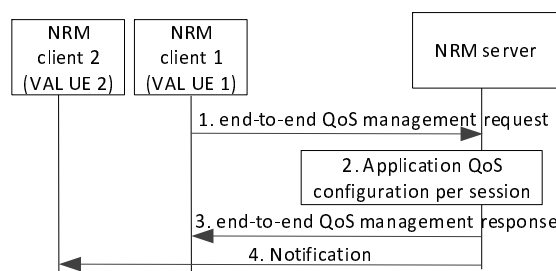 NRM
client 2
(VAL UE 2)
NRM
client 1
(VAL UE 1)
NRM server
1. end-to-end QoS management request
2. Application QoS
configuration per session
3. end-to-end QoS management response
4. Notification